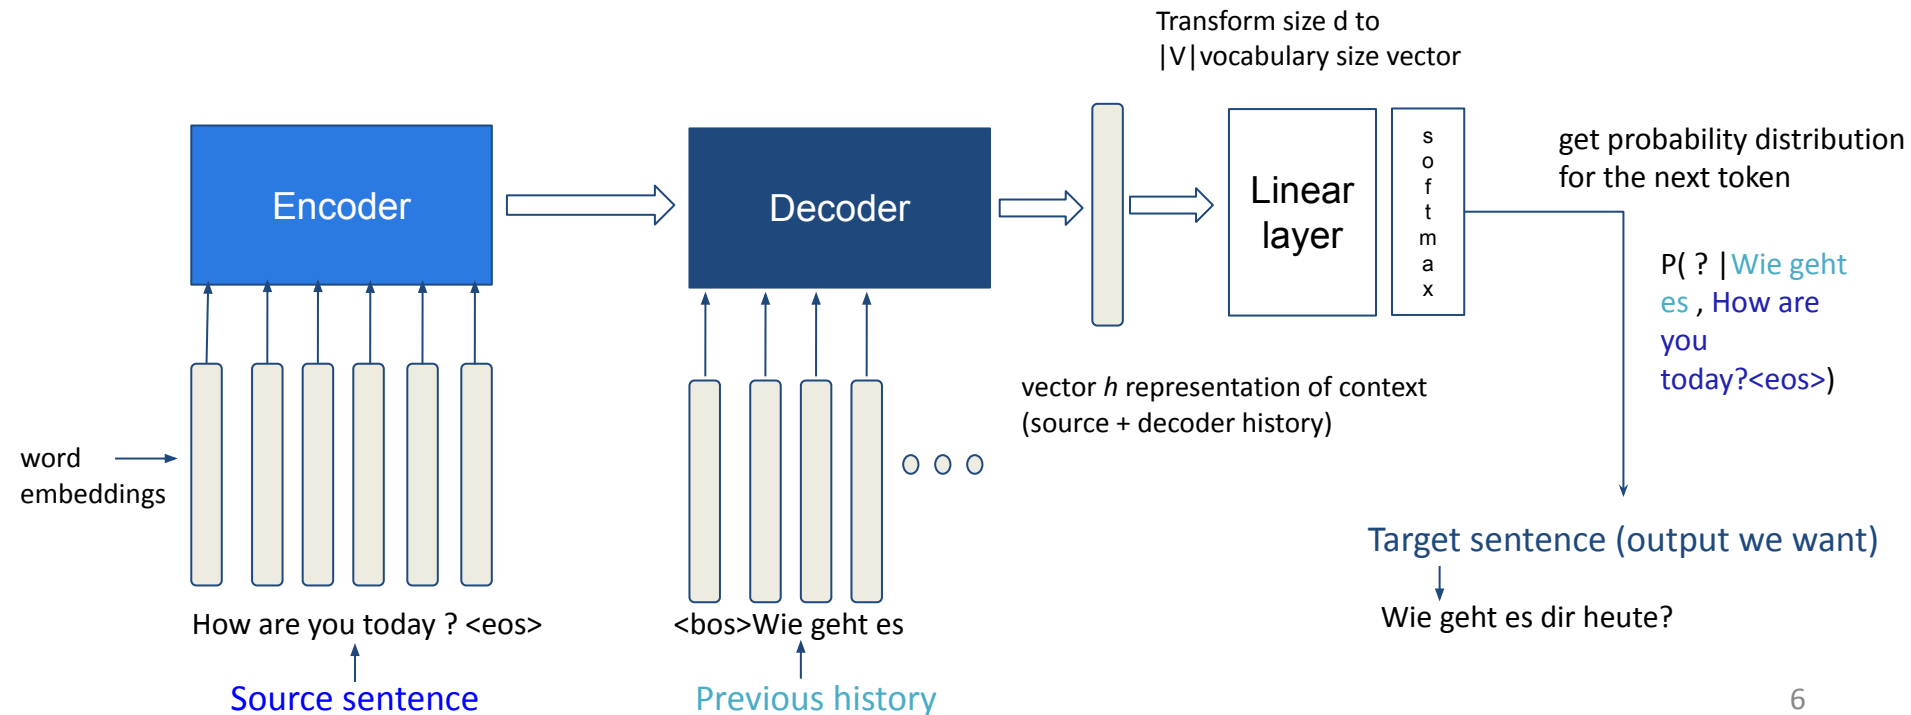 Transform size d to
|V|vocabulary size vector
Encoder
Decoder
Linear
layer
softmax
get probability distribution
for the next token
P( ? |Wie geht
es , How are
you
today?<eos>)
vector h representation of context
(source + decoder history)
word
embeddings
Target sentence (output we want)
Wie geht es dir heute?
How are you today ? <eos>
<bos>Wie geht es
Source sentence
Previous history
6